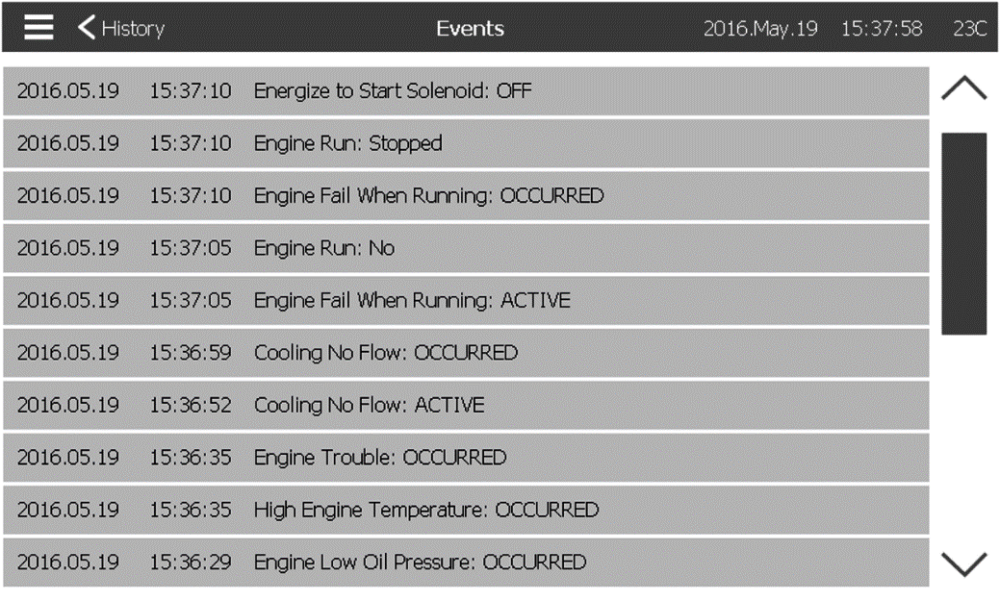 History Events 2016.May.19 15:37:58 23C
2016.05.19 15:37:10 Energize to Start Solenoid: OFF
2016.05.19 15:37:10 Engine Run: Stopped
2016.05.19 15:37:10 Engine Fail When Running: OCCURRED
2016.05.19 15:37:05 Engine Run: No
2016.05.19 15:37:05 Engine Fail When Running: ACTIVE
2016.05.19 15:36:59 Cooling No Flow: OCCURRED
2016.05.19 15:36:52 Cooling No Flow: ACTIVE
2016.05.19 15:36:35 Engine Trouble: OCCURRED
2016.05.19 15:36:35 High Engine Temperature: OCCURRED
2016.05.19 15:36:29 Engine Low Oil Pressure: OCCURRED